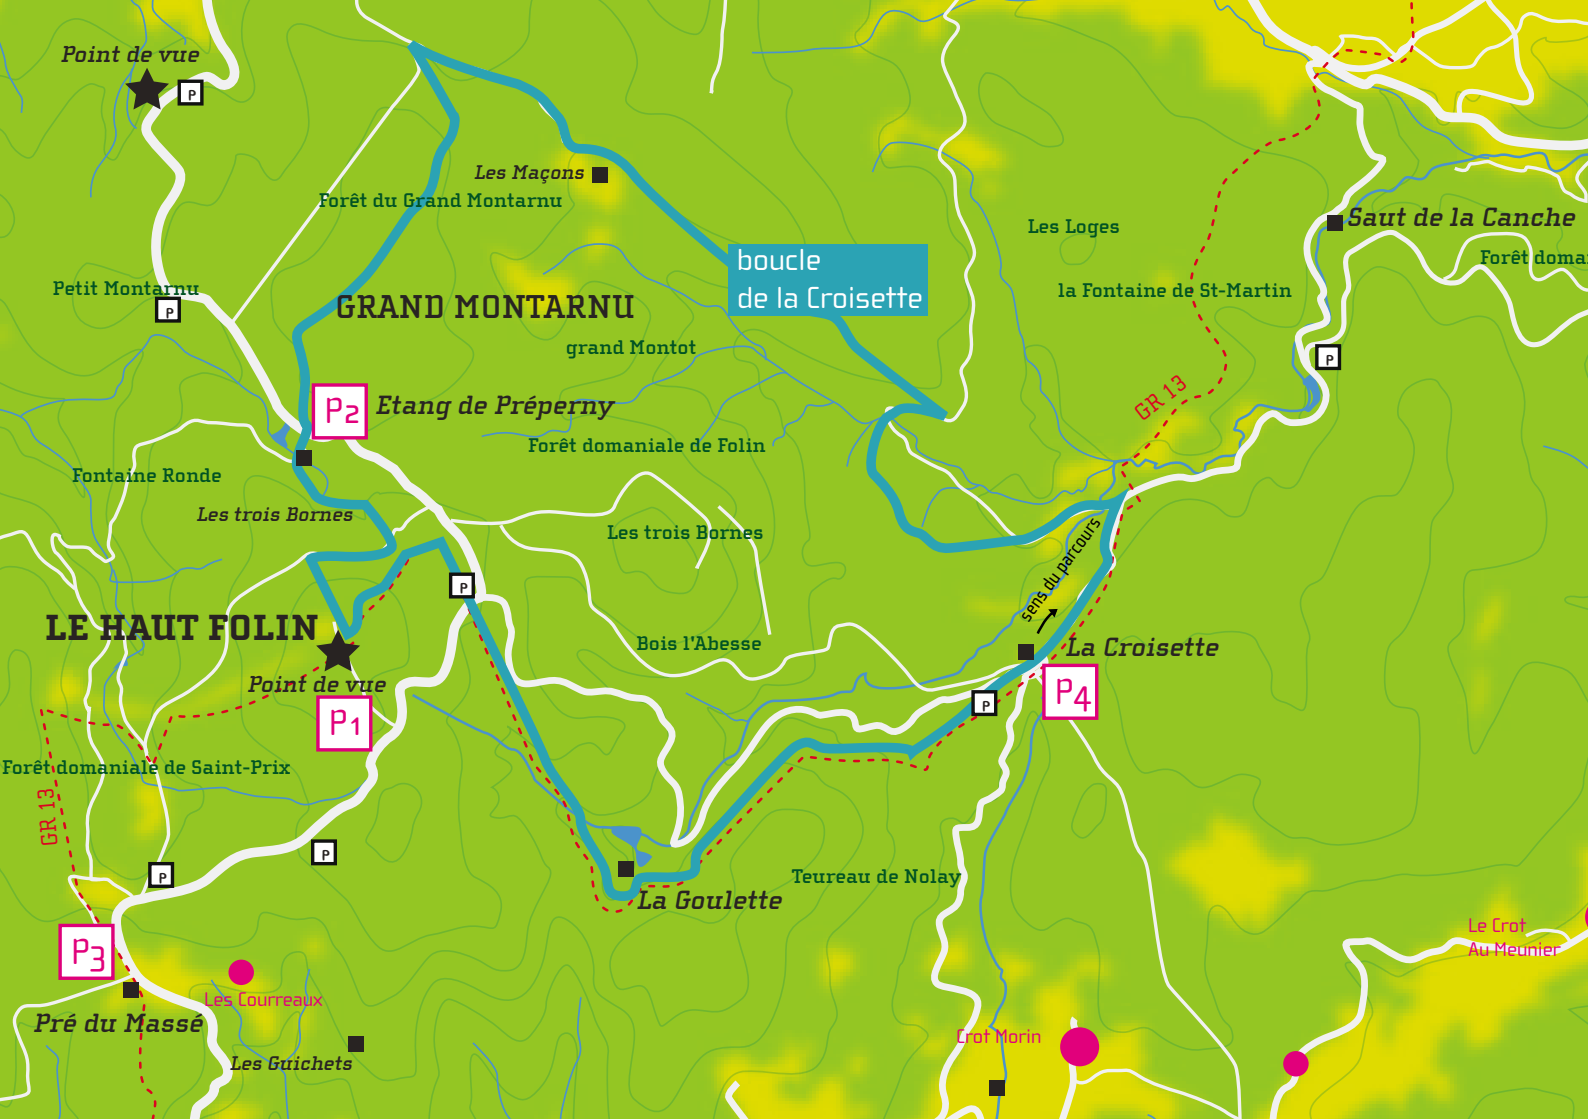 Point de vue
P
Les Maçons
Forêt du Grand Montarnu
Saut de la Canche
Les Loges
Forêt doma
boucle
de la Croisette
Petit Montarnu
P
GRAND MONTARNU
la Fontaine de St-Martin
grand Montot
P
GR 13
P2
Etang de Préperny
Forêt domaniale de Folin
Fontaine Ronde
Les trois Bornes
Les trois Bornes
sens du parcours
P
LE HAUT FOLIN
Bois l'Abesse
La Croisette
Point de vue
P1
P4
P
Forêt domaniale de Saint-Prix
GR 13
P
P
Teureau de Nolay
La Goulette
P3
Le Crot
Au Meunier
Les Courreaux
Pré du Massé
Crot Morin
Les Guichets